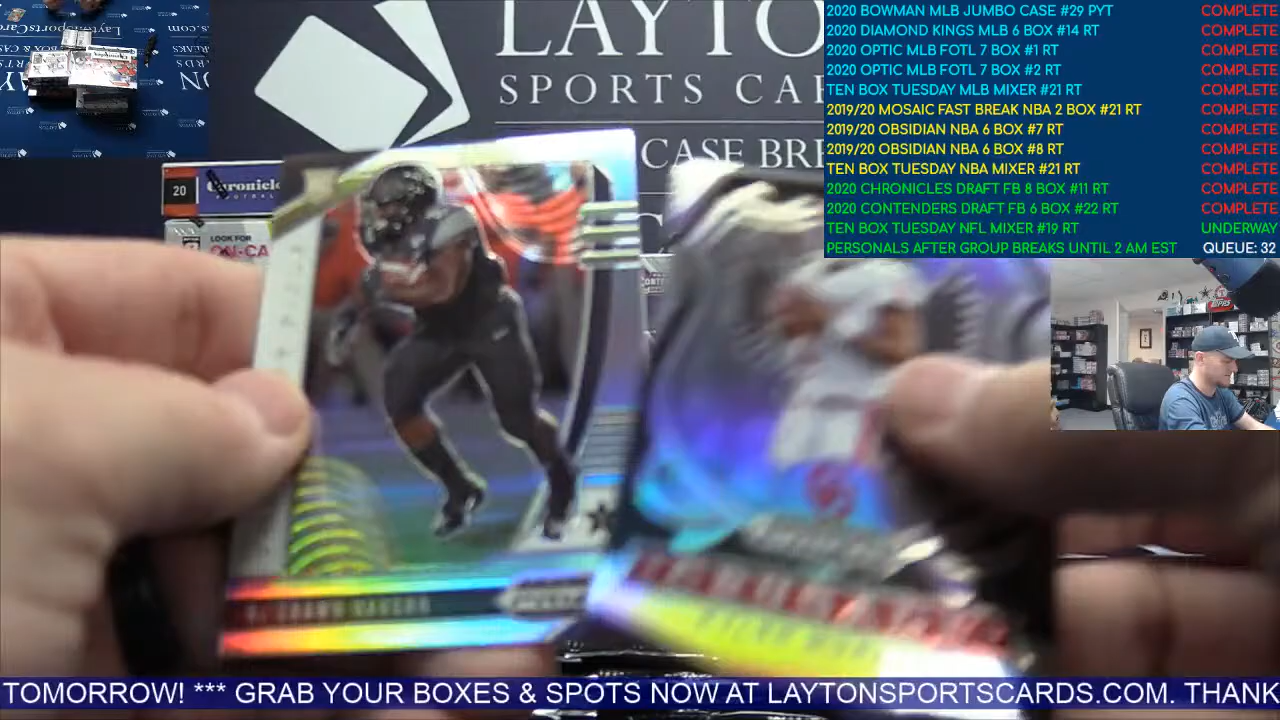 LAYTO
SPORTS CA
CASE BRE
20
Chronicle
LOOK FOR
ON-CA
2020 BOWMAN MLB JUMBO CASE #29 PYT COMPLETE
2020 DIAMOND KINGS MLB 6 BOX #14 RT COMPLETE
2020 OPTIC MLB FOTL 7 BOX #1 RT COMPLETE
2020 OPTIC MLB FOTL 7 BOX #2 RT COMPLETE
TEN BOX TUESDAY MLB MIXER #21 RT COMPLETE
2019/20 MOSAIC FAST BREAK NBA 2 BOX #21 RT COMPLETE
2019/20 OBSIDIAN NBA 6 BOX #7 RT COMPLETE
2019/20 OBSIDIAN NBA 6 BOX #8 RT COMPLETE
TEN BOX TUESDAY NBA MIXER #21 RT COMPLETE
2020 CHRONICLES DRAFT FB 8 BOX #11 RT COMPLETE
2020 CONTENDERS DRAFT FB 6 BOX #22 RT COMPLETE
TEN BOX TUESDAY NFL MIXER #19 RT UNDERWAY
PERSONALS AFTER GROUP BREAKS UNTIL 2 AM EST QUEUE: 32
TOMORROW! *** GRAB YOUR BOXES & SPOTS NOW AT LAYTONSPORTSCARDS.COM. THANK